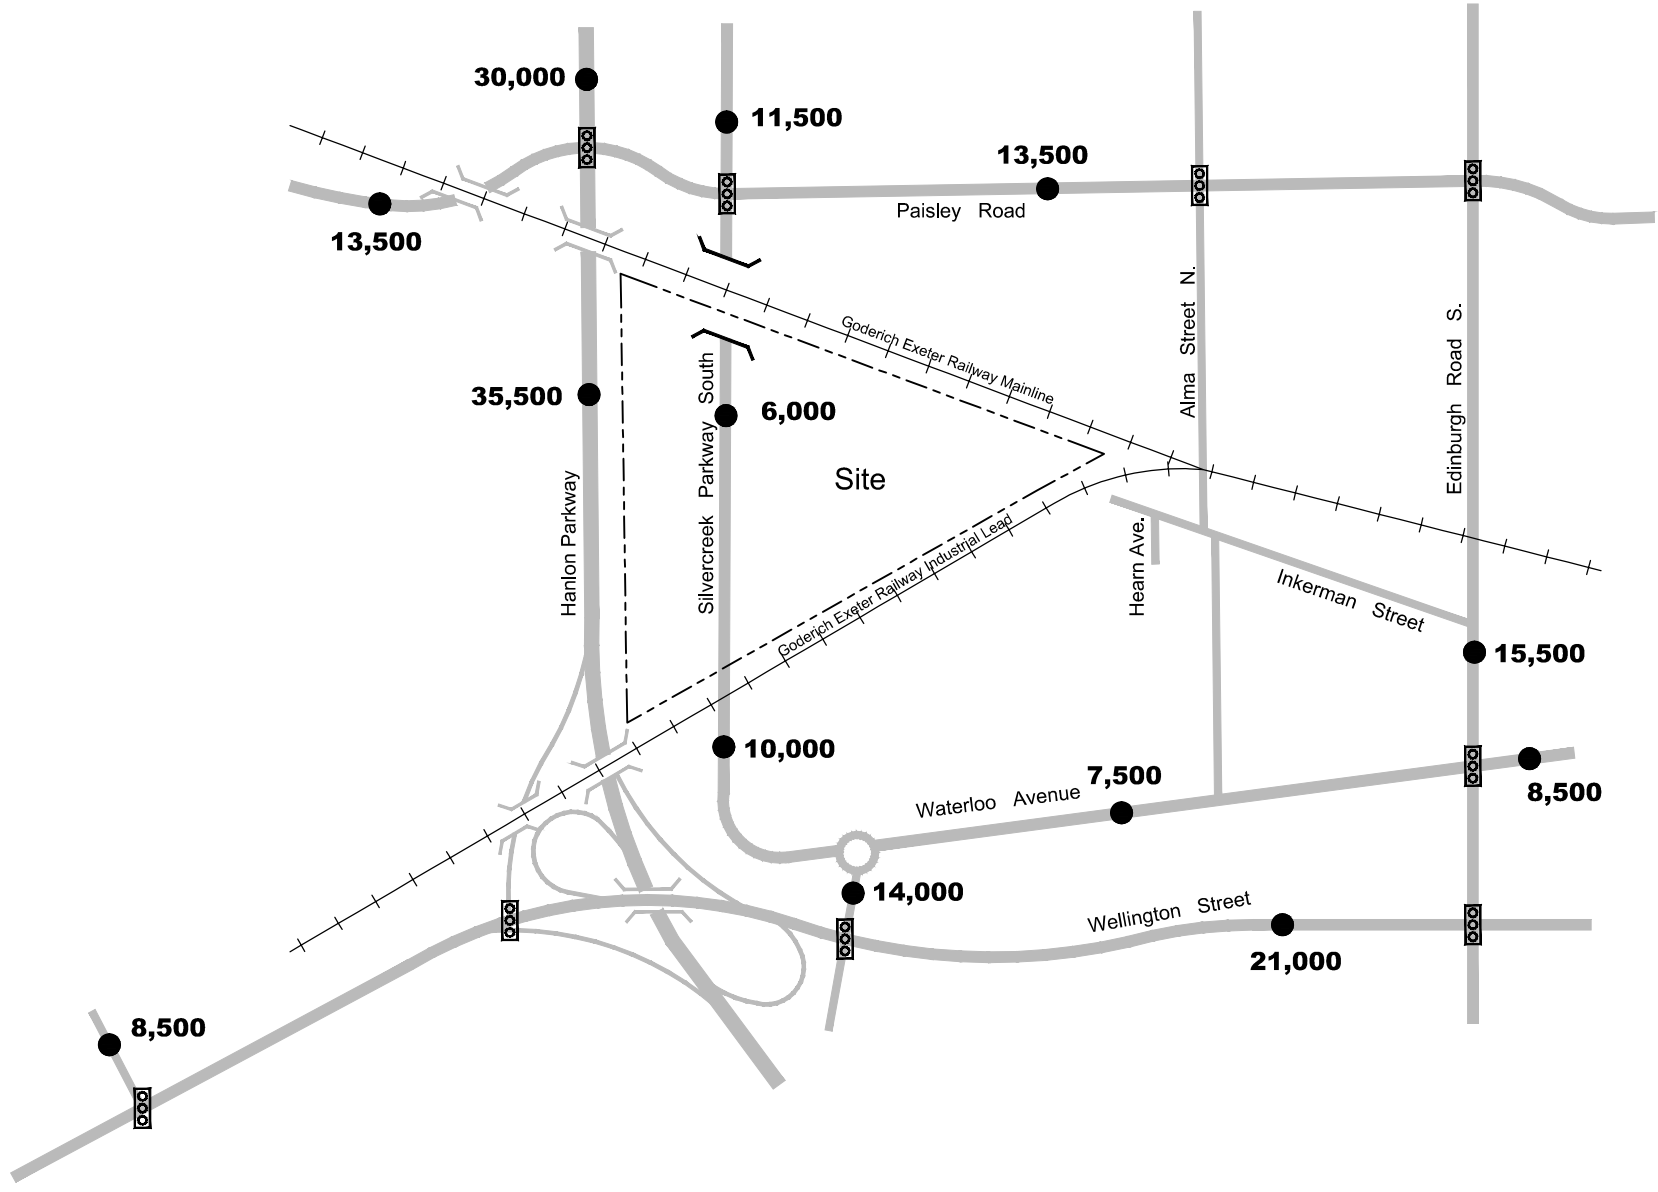 30,000
11,500
13,500
Paisley Road
13,500
Goderich Exeter Railway Mainline
Alma Street N.
Edinburgh Road S.
35,500
Silvercreek Parkway South
6,000
Site
Hanlon Parkway
Goderich Exeter Railway Industrial Lead
Hearn Ave.
Inkerman Street
15,500
10,000
7,500
Waterloo Avenue
8,500
14,000
Wellington Street
21,000
8,500